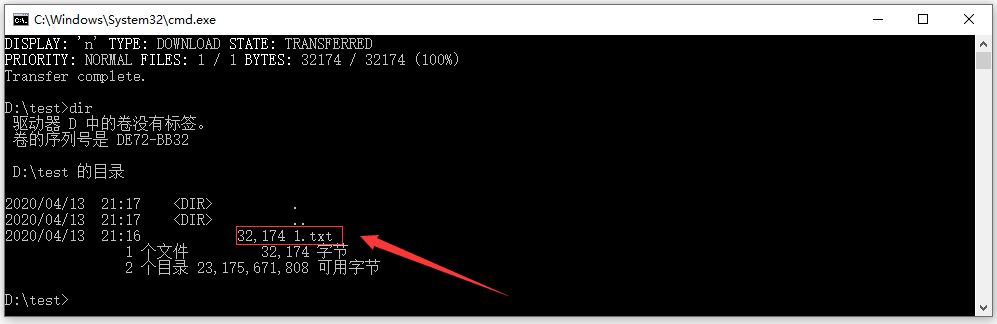 C:\Windows\System32\cmd.exe
DISPLAY: 'n' TYPE: DOWNLOAD STATE: TRANSFERRED
PRIORITY: NORMAL FILES: 1 / 1 BYTES: 32174 / 32174 (100%)
Transfer complete.
D:\test>dir
驱动器 D 中的卷没有标签。
卷的序列号是 DE72-BB32
D:\test 的目录
2020/04/13  21:17    <DIR>          .
2020/04/13  21:17    <DIR>          ..
2020/04/13  21:16            32,174 1.txt
1 个文件         32,174 字节
2 个目录 23,175,671,808 可用字节
D:\test>